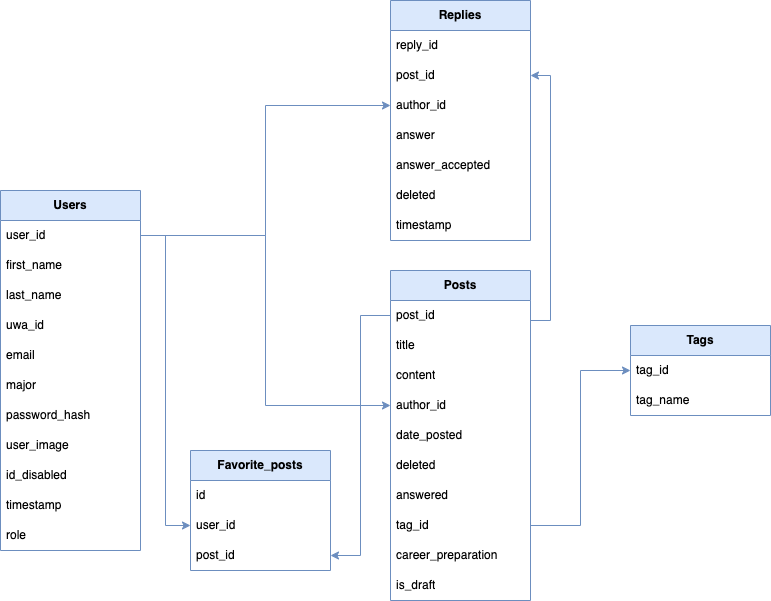 Replies
reply_id
post_id
author_id
answer
answer_accepted
deleted
timestamp
Users
user_id
first_name
last_name
uwa_id
email
major
password_hash
user_image
id_disabled
timestamp
role
Posts
post_id
title
content
author_id
date_posted
deleted
answered
tag_id
career_preparation
is_draft
Tags
tag_id
tag_name
Favorite_posts
id
user_id
post_id